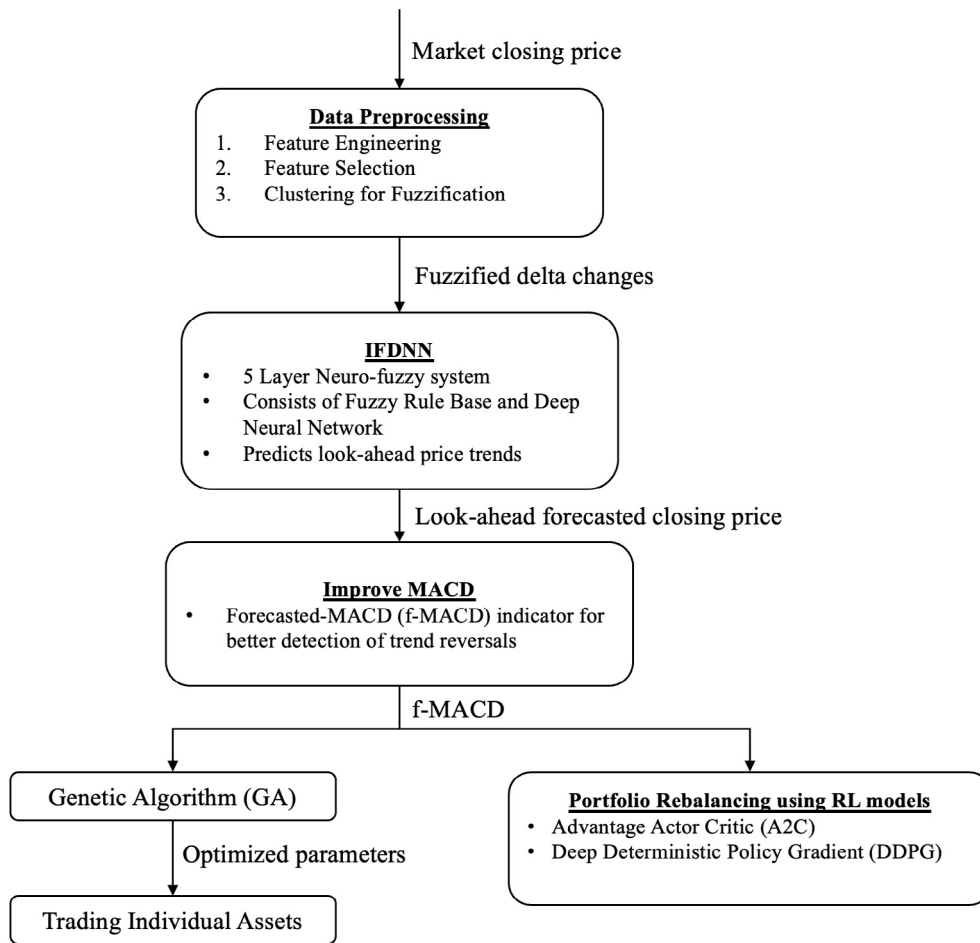 Market closing price
Data Preprocessing
1. Feature Engineering
2. Feature Selection
3. Clustering for Fuzzification
Fuzzified delta changes
IFDNN
• 5 Layer Neuro-fuzzy system
• Consists of Fuzzy Rule Base and Deep
Neural Network
• Predicts look-ahead price trends
Look-ahead forecasted closing price
Improve MACD
• Forecasted-MACD (f-MACD) indicator for
better detection of trend reversals
f-MACD
Genetic Algorithm (GA)
Optimized parameters
Trading Individual Assets
Portfolio Rebalancing using RL models
• Advantage Actor Critic (A2C)
• Deep Deterministic Policy Gradient (DDPG)